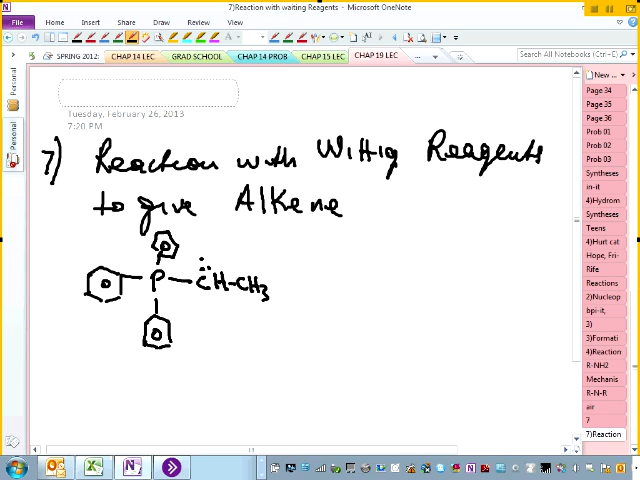 7)Reaction with waiting Reagents - Microsoft OneNote
File Home Insert Draw Share Review View
SPRING 2012: CHAP 14 LEC GRAD SCHOOL CHAP 14 PROB CHAP 15 LEC CHAP 19 LEC ...
Search All Notebooks (Ctrl+E)
Personal
Personal
Tuesday, February 26, 2013
7:20 PM
7) Reaction with Wittig Reagents
to give Alkene
P — CH-CH3
New ...
Page 34
Page 35
Page 36
Prob 01
Prob 02
Prob 03
Syntheses
in-it
4)Hydrom
Syntheses
Teens
4)Hurt cat
Hope, Fri-
Rife
Reactions
2)Nucleop
bpi-it,
3)
3)Formati
4)Reaction
R-NH2
Mechanis
R-N-R
air
7
7)Reaction